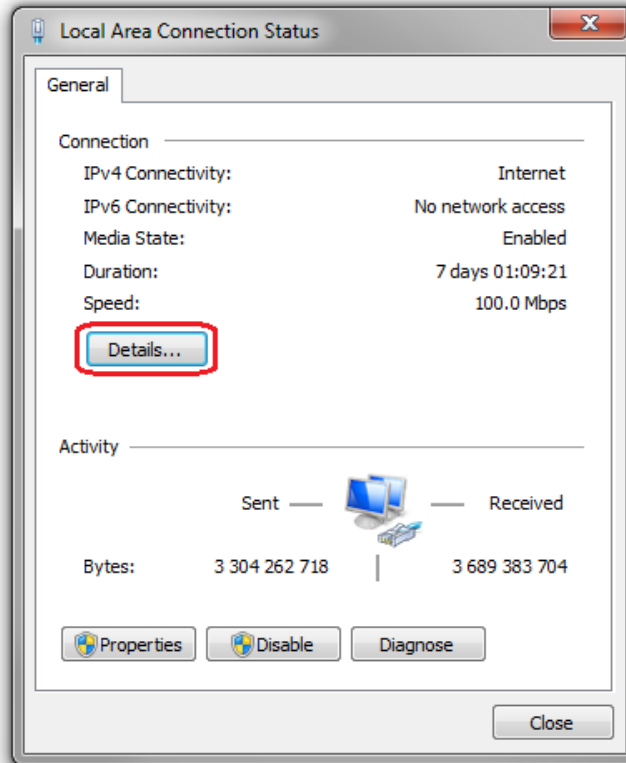 Local Area Connection Status
General
Connection
IPv4 Connectivity: Internet
IPv6 Connectivity: No network access
Media State: Enabled
Duration: 7 days 01:09:21
Speed: 100.0 Mbps
Details...
Activity
Sent Received
Bytes: 3 304 262 718 3 689 383 704
Properties Disable Diagnose
Close